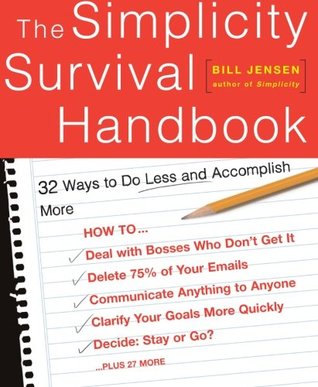 The Simplicity
Survival [BILL JENSEN
author of Simplicity]
Handbook
32 Ways to Do Less and Accomplish
More
HOW TO...
Deal with Bosses Who Don't Get It
Delete 75% of Your Emails
Communicate Anything to Anyone
Clarify Your Goals More Quickly
Decide: Stay or Go?
...PLUS 27 MORE